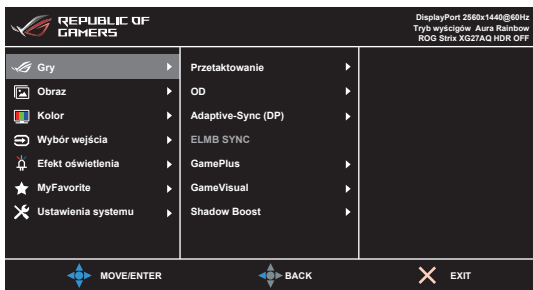 REPUBLIC OF
GAMERS
DisplayPort 2560x1440@60Hz
Tryb wyścigów Aura Rainbow
ROG Strix XG27AQ HDR OFF
Gry
Obraz
Kolor
Wybór wejścia
Efekt oświetlenia
MyFavorite
Ustawienia systemu
Przetaktowanie
OD
Adaptive-Sync (DP)
ELMB SYNC
GamePlus
GameVisual
Shadow Boost
MOVE/ENTER
BACK
EXIT